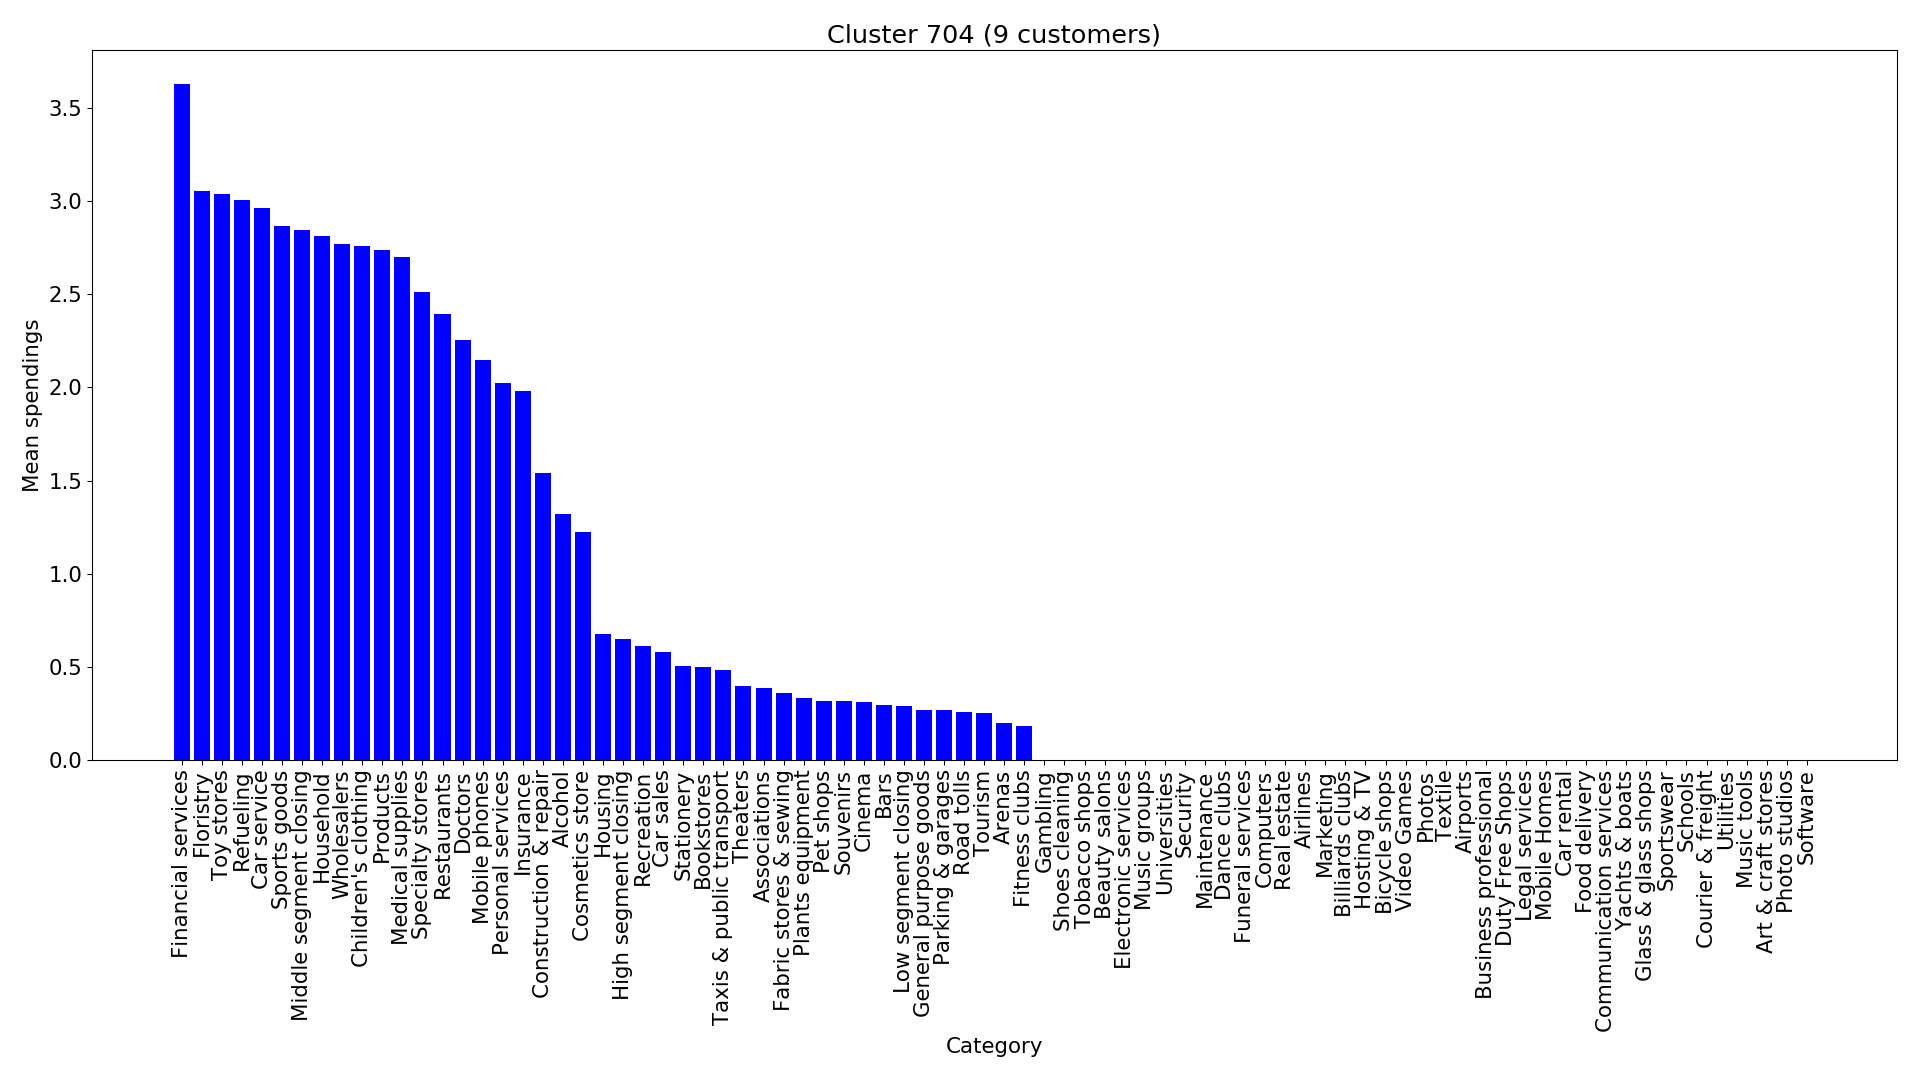 Cluster 704 (9 customers)
Mean spendings
3.5
3.0
2.5
2.0
1.5
1.0
0.5
0.0
Financial services
Floristry
Toy stores
Refueling
Car service
Sports goods
Middle segment closing
Household
Wholesalers
Children's clothing
Products
Medical supplies
Specialty stores
Restaurants
Doctors
Mobile phones
Personal services
Insurance
Construction & repair
Alcohol
Cosmetics store
Housing
High segment closing
Recreation
Car sales
Stationery
Bookstores
Taxis & public transport
Theaters
Associations
Fabric stores & sewing
Plants equipment
Pet shops
Souvenirs
Cinema
Bars
Low segment closing
General purpose goods
Parking & garages
Road tolls
Tourism
Arenas
Fitness clubs
Gambling
Shoes cleaning
Tobacco shops
Beauty salons
Electronic services
Music groups
Universities
Security
Maintenance
Dance clubs
Funeral services
Computers
Real estate
Airlines
Marketing
Billiards clubs
Hosting & TV
Bicycle shops
Video Games
Photos
Textile
Airports
Business professional
Duty Free Shops
Legal services
Mobile Homes
Car rental
Food delivery
Communication services
Yachts & boats
Glass & glass shops
Sportswear
Schools
Courier & freight
Utilities
Music tools
Art & craft stores
Photo studios
Software
Category